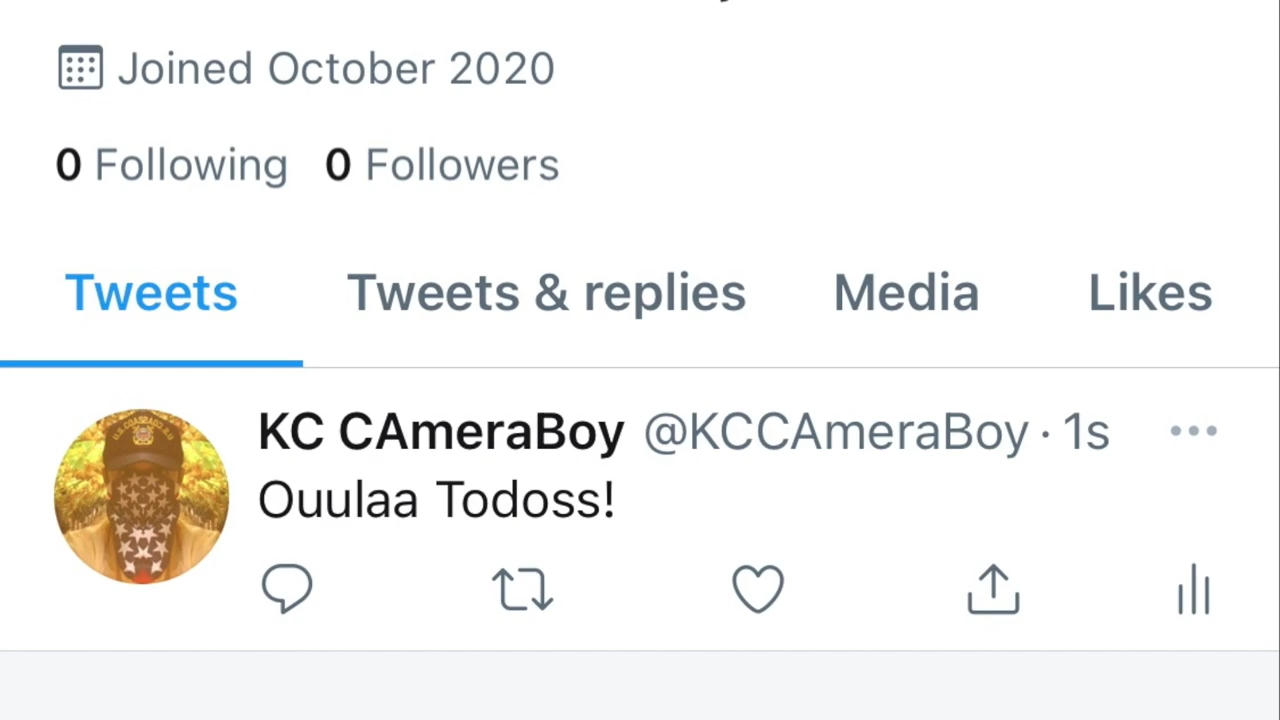 Joined October 2020
0 Following 0 Followers
Tweets Tweets & replies Media Likes
KC CAmeraBoy @KCCAmeraBoy · 1s
Ouulaa Todoss!